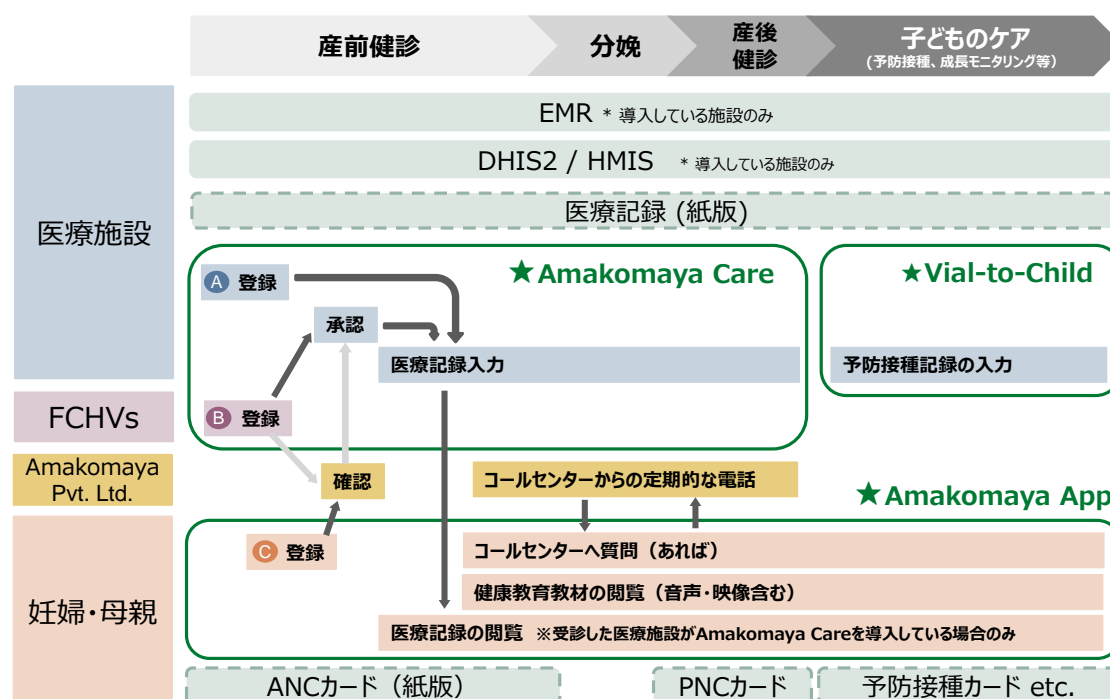 産前健診
分娩
産後
健診
子どものケア
(予防接種、成長モニタリング等)
医療施設
EMR * 導入している施設のみ
DHIS2 / HMIS * 導入している施設のみ
医療記録 (紙版)
★Amakomaya Care
★Vial-to-Child
A 登録
承認
医療記録入力
予防接種記録の入力
FCHVs
B 登録
Amakomaya
Pvt. Ltd.
確認
コールセンターからの定期的な電話
★Amakomaya App
妊婦・母親
C 登録
コールセンターへ質問（あれば）
健康教育教材の閲覧（音声・映像含む）
医療記録の閲覧 ※受診した医療施設がAmakomaya Careを導入している場合のみ
ANCカード（紙版）
PNCカード
予防接種カード etc.